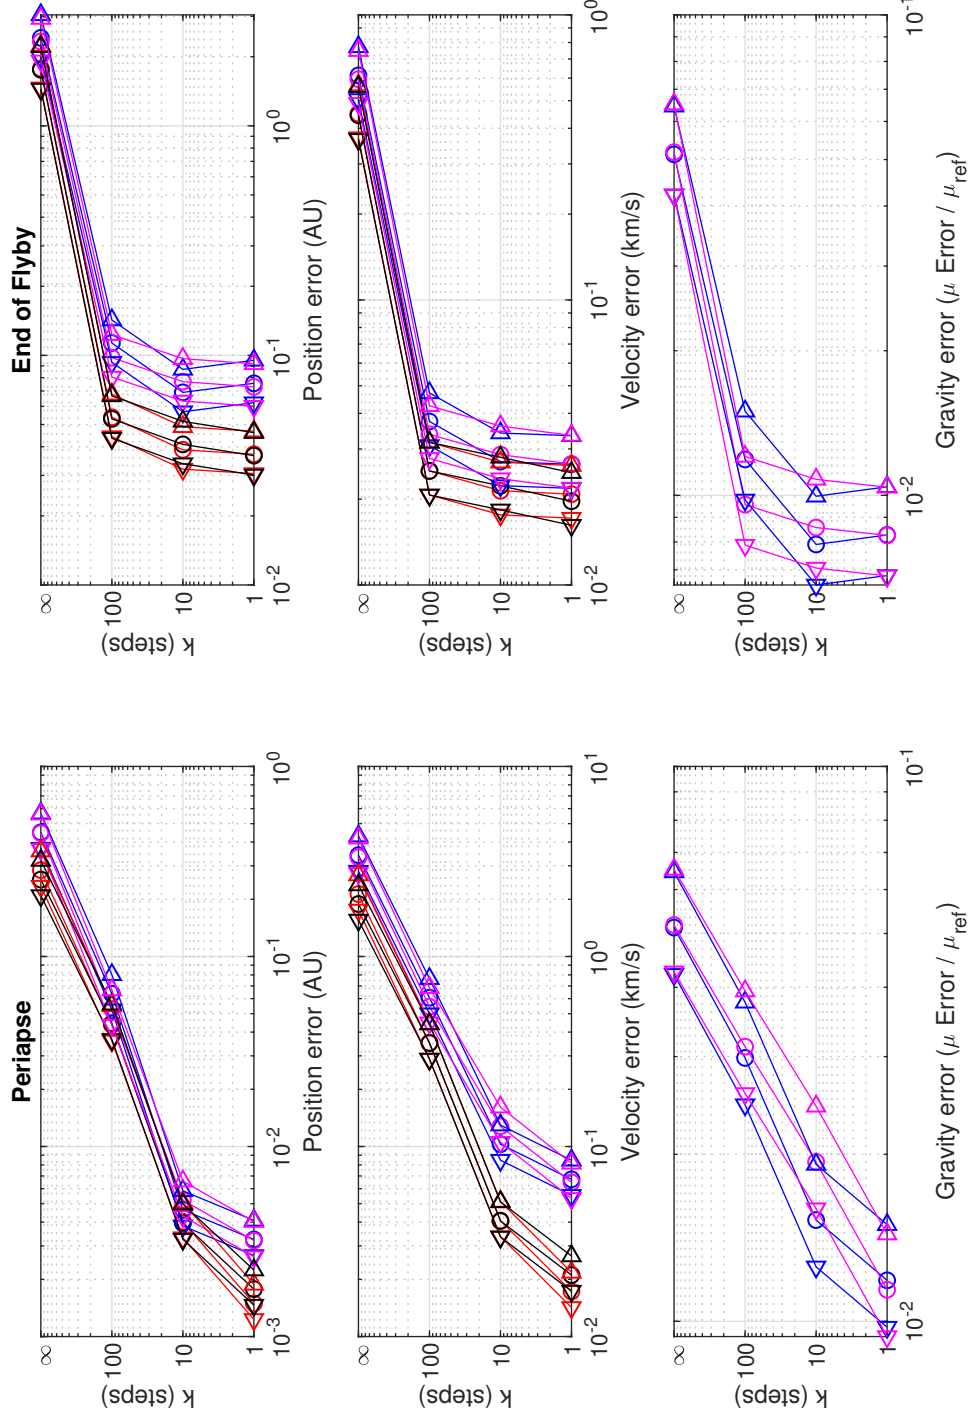 Periapse
∞
100
10
1
k (steps)
10⁻³ 10⁻² 10⁻¹ 10⁰
Position error (AU)
End of Flyby
∞
100
10
1
k (steps)
10⁻² 10⁻¹ 10⁰
Position error (AU)
∞
100
10
1
k (steps)
10⁻² 10⁻¹ 10⁰ 10¹
Velocity error (km/s)
∞
100
10
1
k (steps)
10⁻² 10⁻¹ 10⁰
Velocity error (km/s)
∞
100
10
1
k (steps)
10⁻² 10⁻¹
Gravity error (μ Error / μref)
∞
100
10
1
k (steps)
10⁻² 10⁻¹
Gravity error (μ Error / μref)